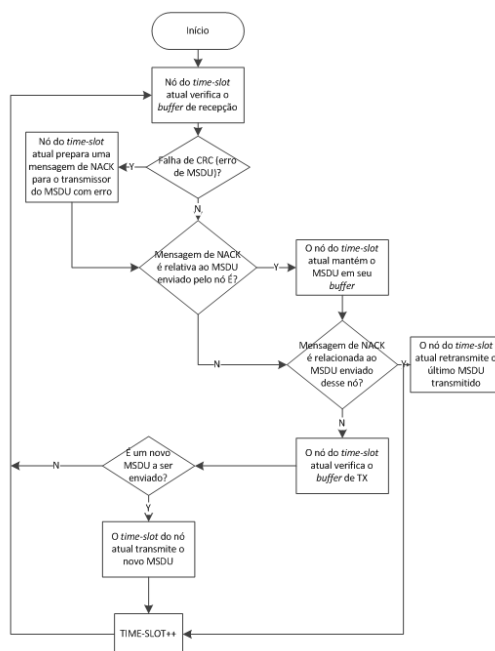 Início
Nó do time-slot
atual verifica o
buffer de recepção
Falha de CRC (erro
de MSDU)?
Y
Nó do time-slot
atual prepara uma
mensagem de NACK
para o transmissor
do MSDU com erro
N
Mensagem de NACK
é relativa ao MSDU
enviado pelo nó É?
Y
O nó do time-slot
atual mantém o
MSDU em seu
buffer
N
Mensagem de NACK
é relacionada ao
MSDU enviado
desse nó?
Y
O nó do time-slot
atual retransmite o
último MSDU
transmitido
N
O nó do time-slot
atual verifica o
buffer de TX
É um novo
MSDU a ser
enviado?
N
Y
O time-slot do nó
atual transmite o
novo MSDU
TIME-SLOT++